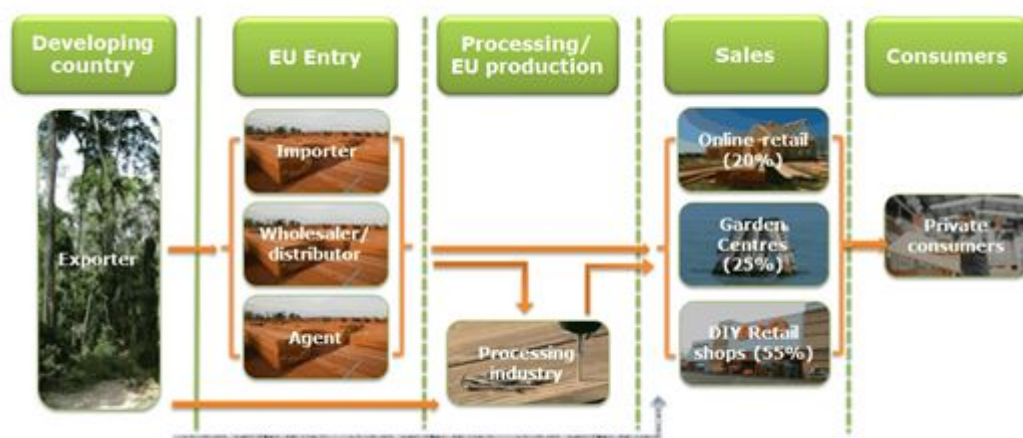 Developing
country
EU Entry
Processing/
EU production
Sales
Consumers
Exporter
Importer
Wholesaler/
distributor
Agent
Processing
industry
Online retail
(20%)
Garden
Centres
(25%)
DIY Retail
shops (55%)
Private
consumers